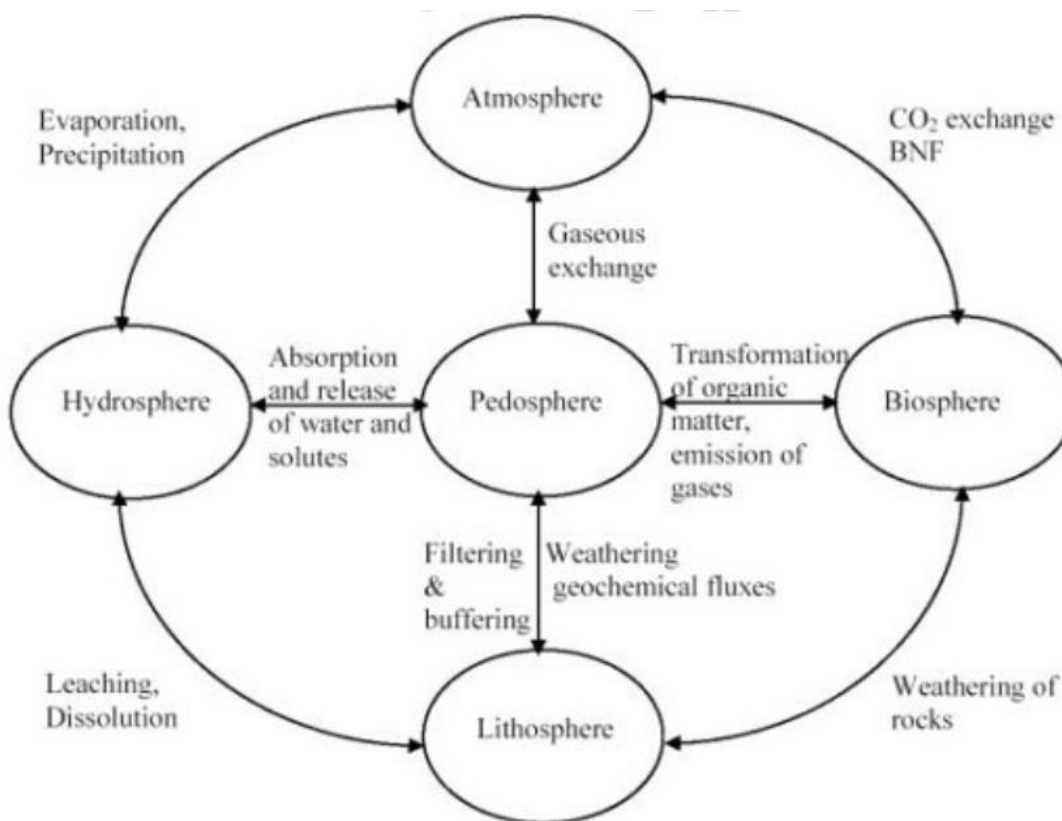 Atmosphere
Evaporation,
Precipitation
CO₂ exchange
BNF
Gaseous
exchange
Hydrosphere
Absorption
and release
of water and
solutes
Pedosphere
Transformation
of organic
matter,
emission of
gases
Biosphere
Filtering
&
buffering
Weathering
geochemical fluxes
Leaching,
Dissolution
Lithosphere
Weathering of
rocks